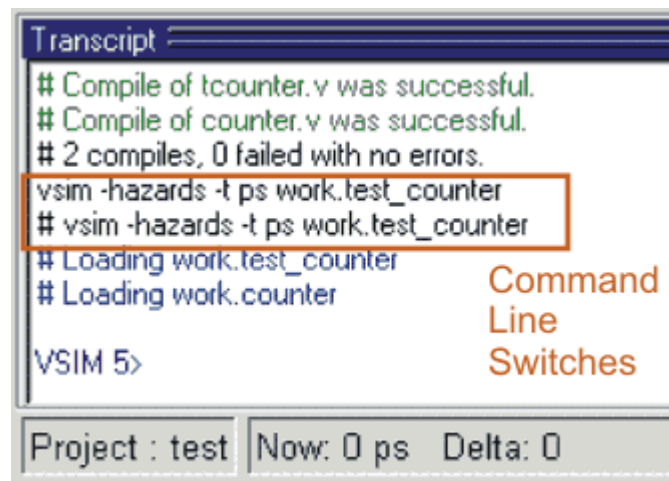 Transcript
# Compile of tcounter.v was successful.
# Compile of counter.v was successful.
# 2 compiles, 0 failed with no errors.
vsim -hazards -t ps work.test_counter
# vsim -hazards -t ps work.test_counter
# Loading work.test_counter
# Loading work.counter
Command
Line
Switches
VSIM 5>
Project : test Now: 0 ps Delta: 0